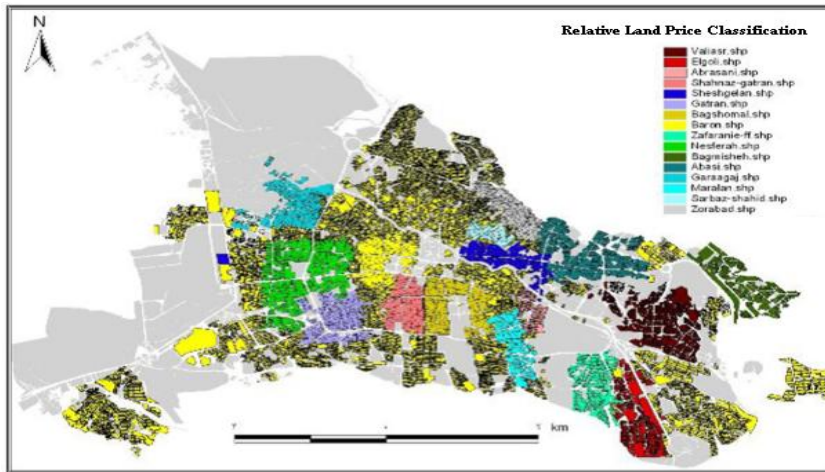 N
Relative Land Price Classification
Valiasr.shp
Elgoli.shp
Abrasani.shp
Shahnaz-gatran.shp
Sheshgelan.shp
Gatran.shp
Bagshomal.shp
Baron.shp
Zafaranie-ff.shp
Nesferah.shp
Bagmisheh.shp
Abasi.shp
Garaagaj.shp
Maralan.shp
Sarbaz-shahid.shp
Zorabad.shp
km